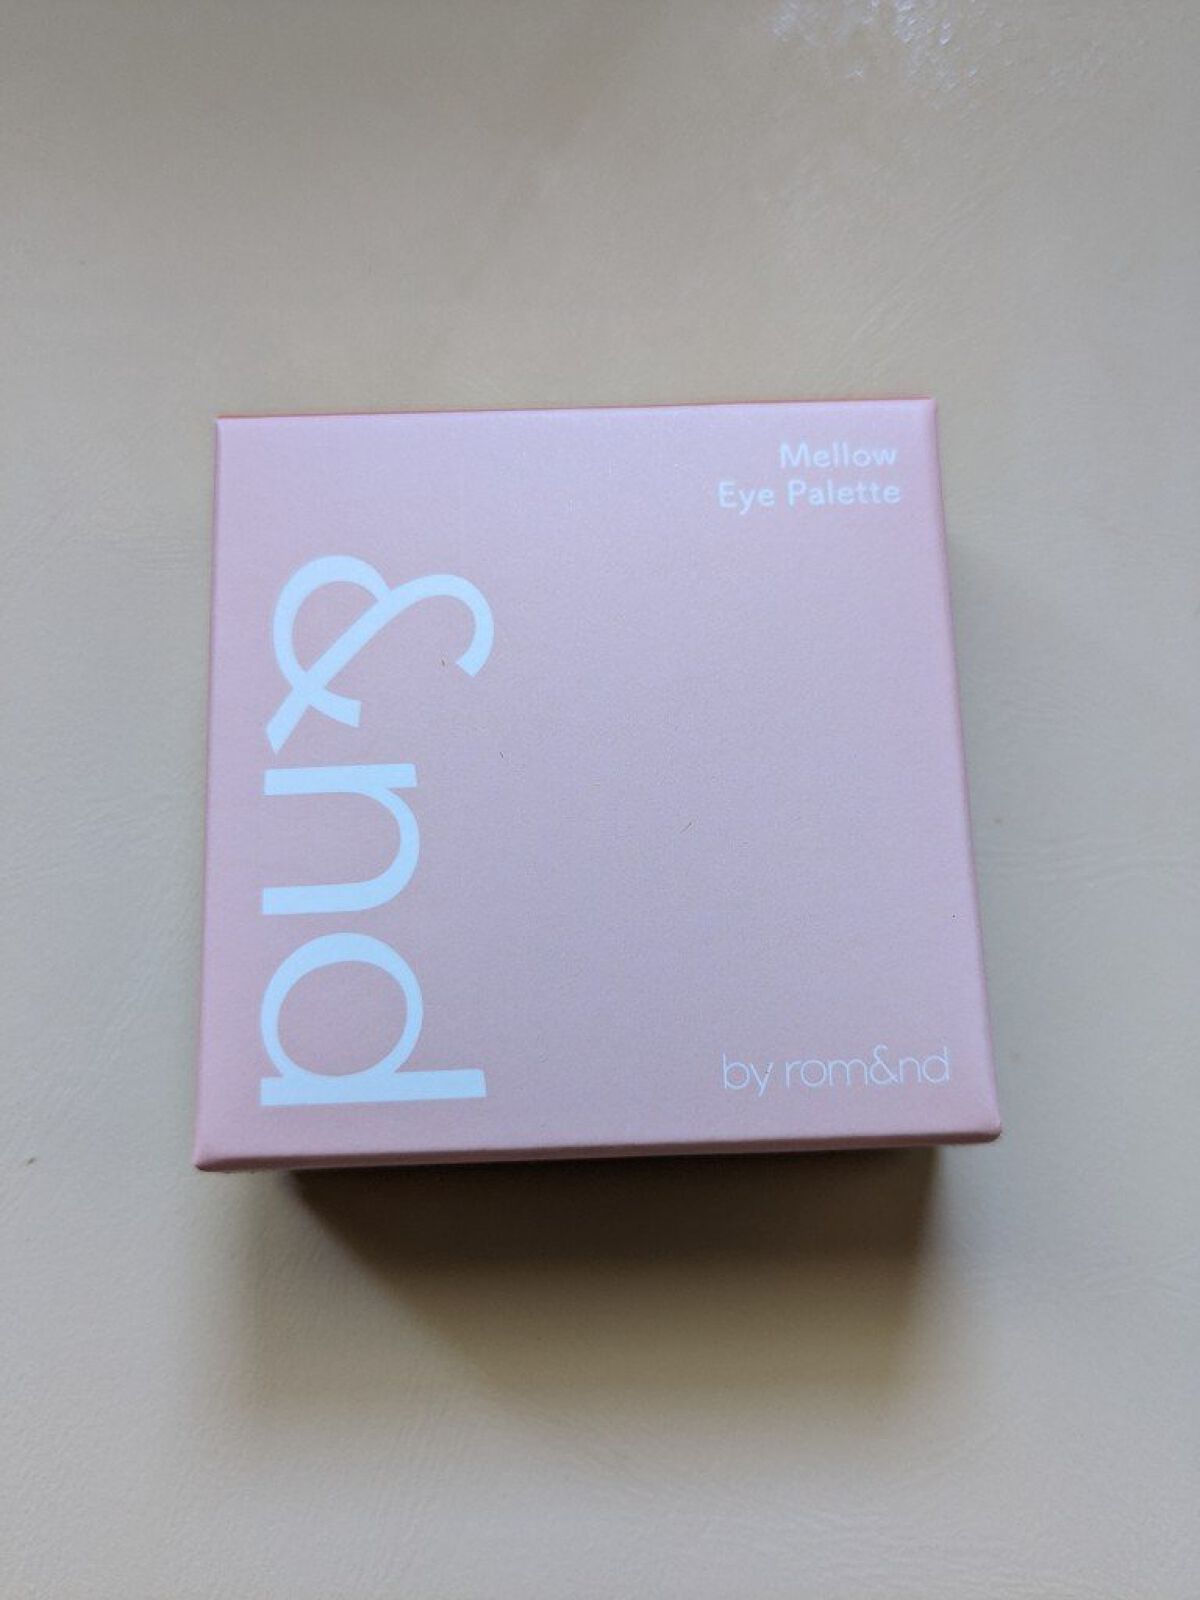 Mellow
Eye Palette
&nd
by rom&nd